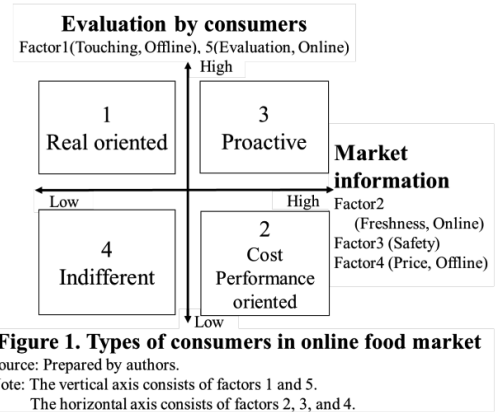 Evaluation by consumers
Factor1(Touching, Offline), 5(Evaluation, Online)
High
1
Real oriented
3
Proactive
Market
information
Low
High
Factor2
(Freshness, Online)
Factor3 (Safety)
Factor4 (Price, Offline)
4
Indifferent
2
Cost
Performance
oriented
Low
Figure 1. Types of consumers in online food market
ource: Prepared by authors.
ote: The vertical axis consists of factors 1 and 5.
The horizontal axis consists of factors 2, 3, and 4.